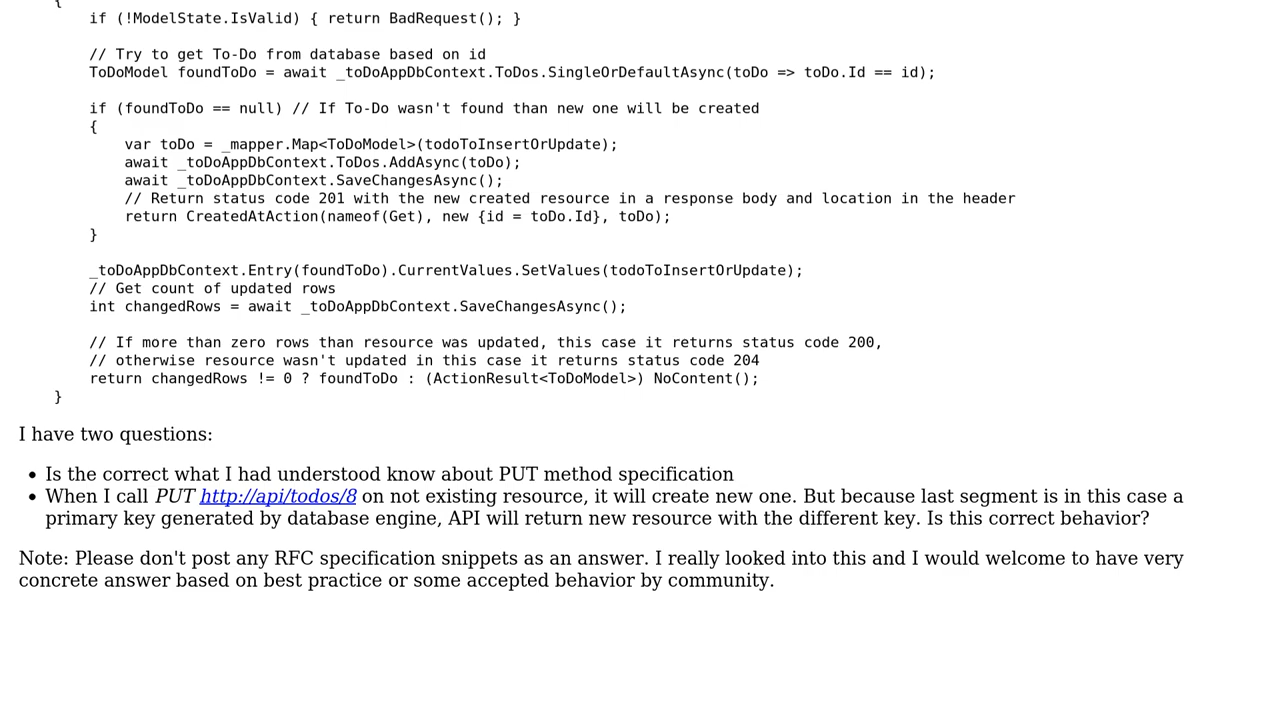 {
if (!ModelState.IsValid) { return BadRequest(); }
// Try to get To-Do from database based on id
ToDoModel foundToDo = await _toDoAppDbContext.ToDos.SingleOrDefaultAsync(toDo => toDo.Id == id);
if (foundToDo == null) // If To-Do wasn't found than new one will be created
{
var toDo = _mapper.Map<ToDoModel>(todoToInsertOrUpdate);
await _toDoAppDbContext.ToDos.AddAsync(toDo);
await _toDoAppDbContext.SaveChangesAsync();
// Return status code 201 with the new created resource in a response body and location in the header
return CreatedAtAction(nameof(Get), new {id = toDo.Id}, toDo);
}
_toDoAppDbContext.Entry(foundToDo).CurrentValues.SetValues(todoToInsertOrUpdate);
// Get count of updated rows
int changedRows = await _toDoAppDbContext.SaveChangesAsync();
// If more than zero rows than resource was updated, this case it returns status code 200,
// otherwise resource wasn't updated in this case it returns status code 204
return changedRows != 0 ? foundToDo : (ActionResult<ToDoModel>) NoContent();
}
I have two questions:
• Is the correct what I had understood know about PUT method specification
• When I call PUT http://api/todos/8 on not existing resource, it will create new one. But because last segment is in this case a
primary key generated by database engine, API will return new resource with the different key. Is this correct behavior?
Note: Please don't post any RFC specification snippets as an answer. I really looked into this and I would welcome to have very
concrete answer based on best practice or some accepted behavior by community.